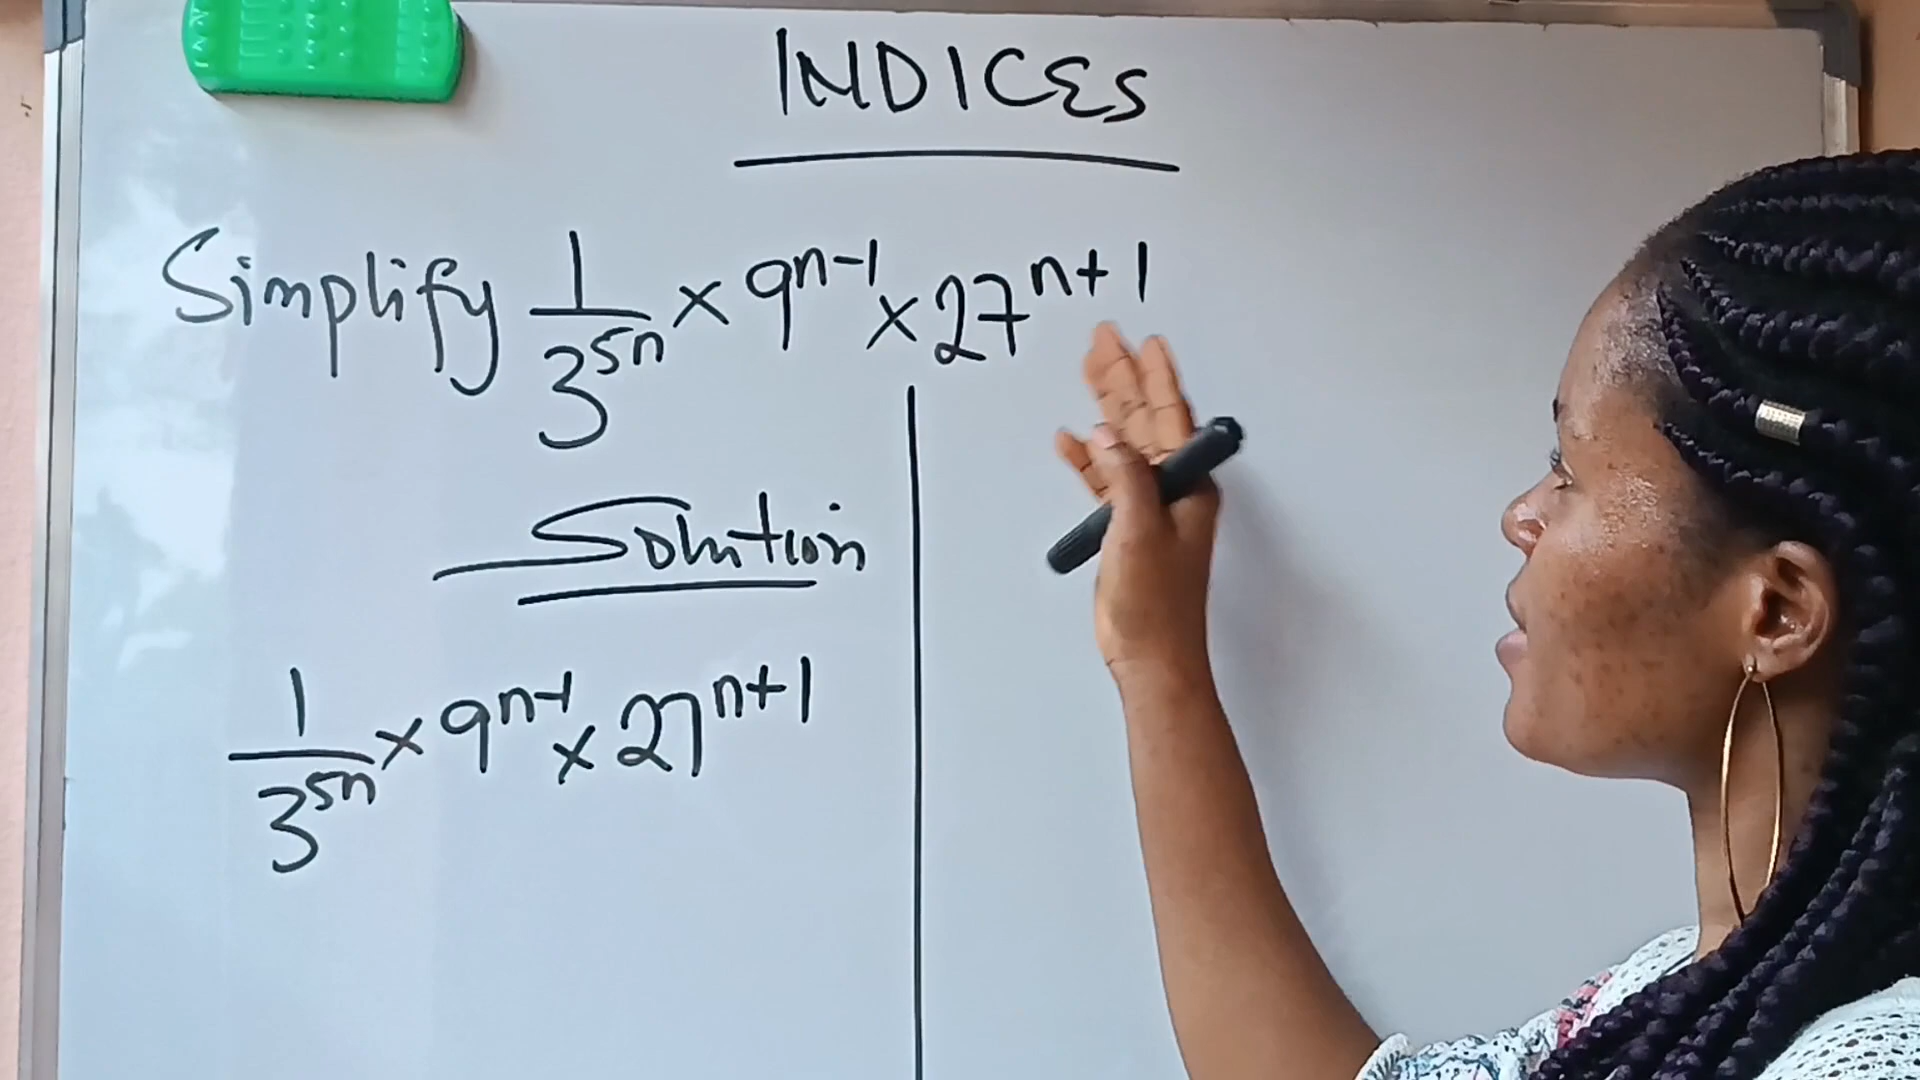 INDICES
Simplify 1/3^5n × 9^n-1 × 27^n+1
Solution
1/3^5n × 9^n-1 × 27^n+1